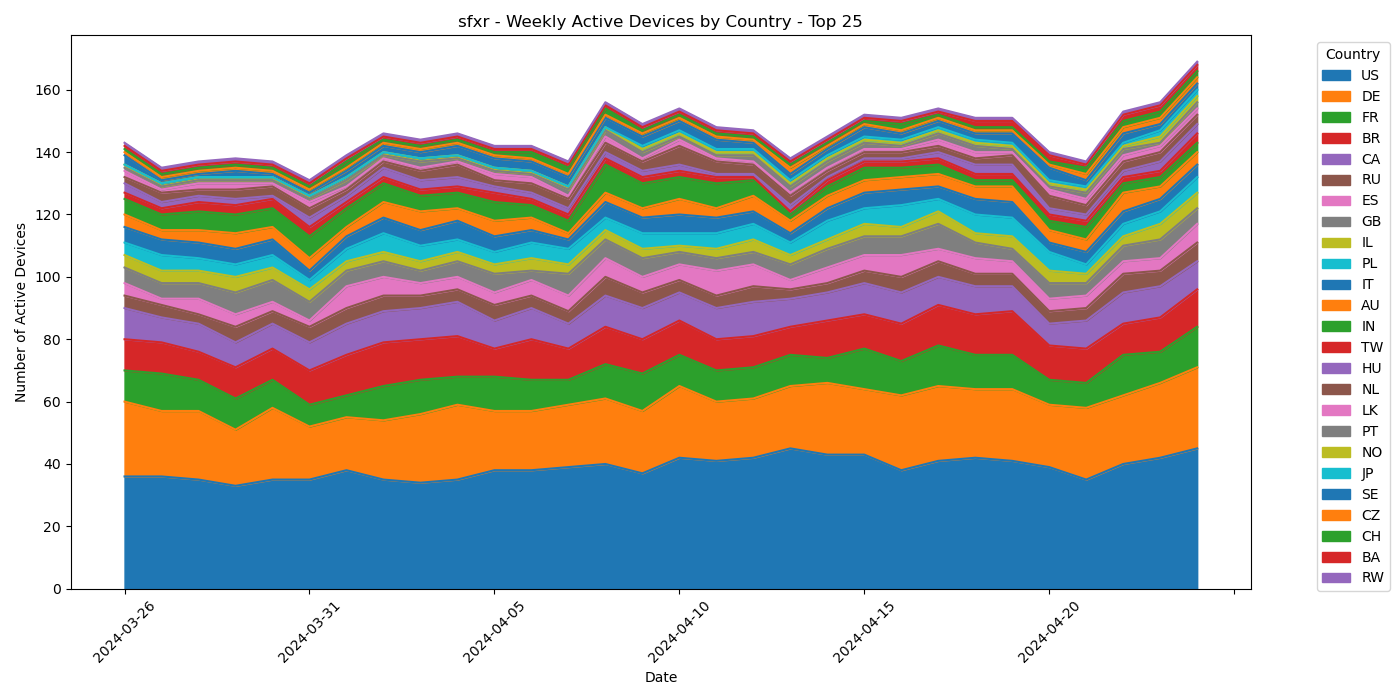 sfxr - Weekly Active Devices by Country - Top 25
Number of Active Devices
160
140
120
100
80
60
40
20
0
2024-03-26
2024-03-31
2024-04-05
2024-04-10
2024-04-15
2024-04-20
Date
Country
US
DE
FR
BR
CA
RU
ES
GB
IL
PL
IT
AU
IN
TW
HU
NL
LK
PT
NO
JP
SE
CZ
CH
BA
RW